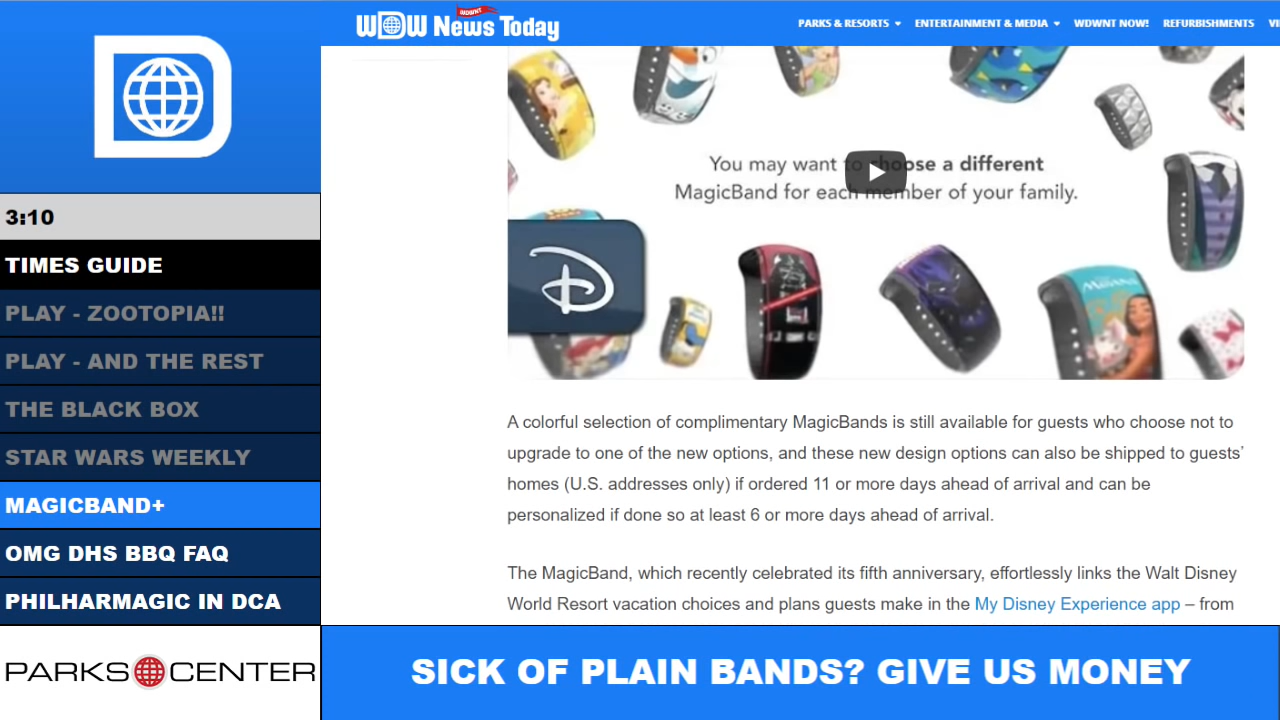 WDWNT
WDW News Today
PARKS & RESORTS
ENTERTAINMENT & MEDIA
WDWNT NOW!
REFURBISHMENTS
VI
3:10
TIMES GUIDE
PLAY - ZOOTOPIA!!
PLAY - AND THE REST
THE BLACK BOX
STAR WARS WEEKLY
MAGICBAND+
OMG DHS BBQ FAQ
PHILHARMAGIC IN DCA
PARKS CENTER
You may want to choose a different
MagicBand for each member of your family.
A colorful selection of complimentary MagicBands is still available for guests who choose not to
upgrade to one of the new options, and these new design options can also be shipped to guests’
homes (U.S. addresses only) if ordered 11 or more days ahead of arrival and can be
personalized if done so at least 6 or more days ahead of arrival.
The MagicBand, which recently celebrated its fifth anniversary, effortlessly links the Walt Disney
World Resort vacation choices and plans guests make in the My Disney Experience app – from
SICK OF PLAIN BANDS? GIVE US MONEY